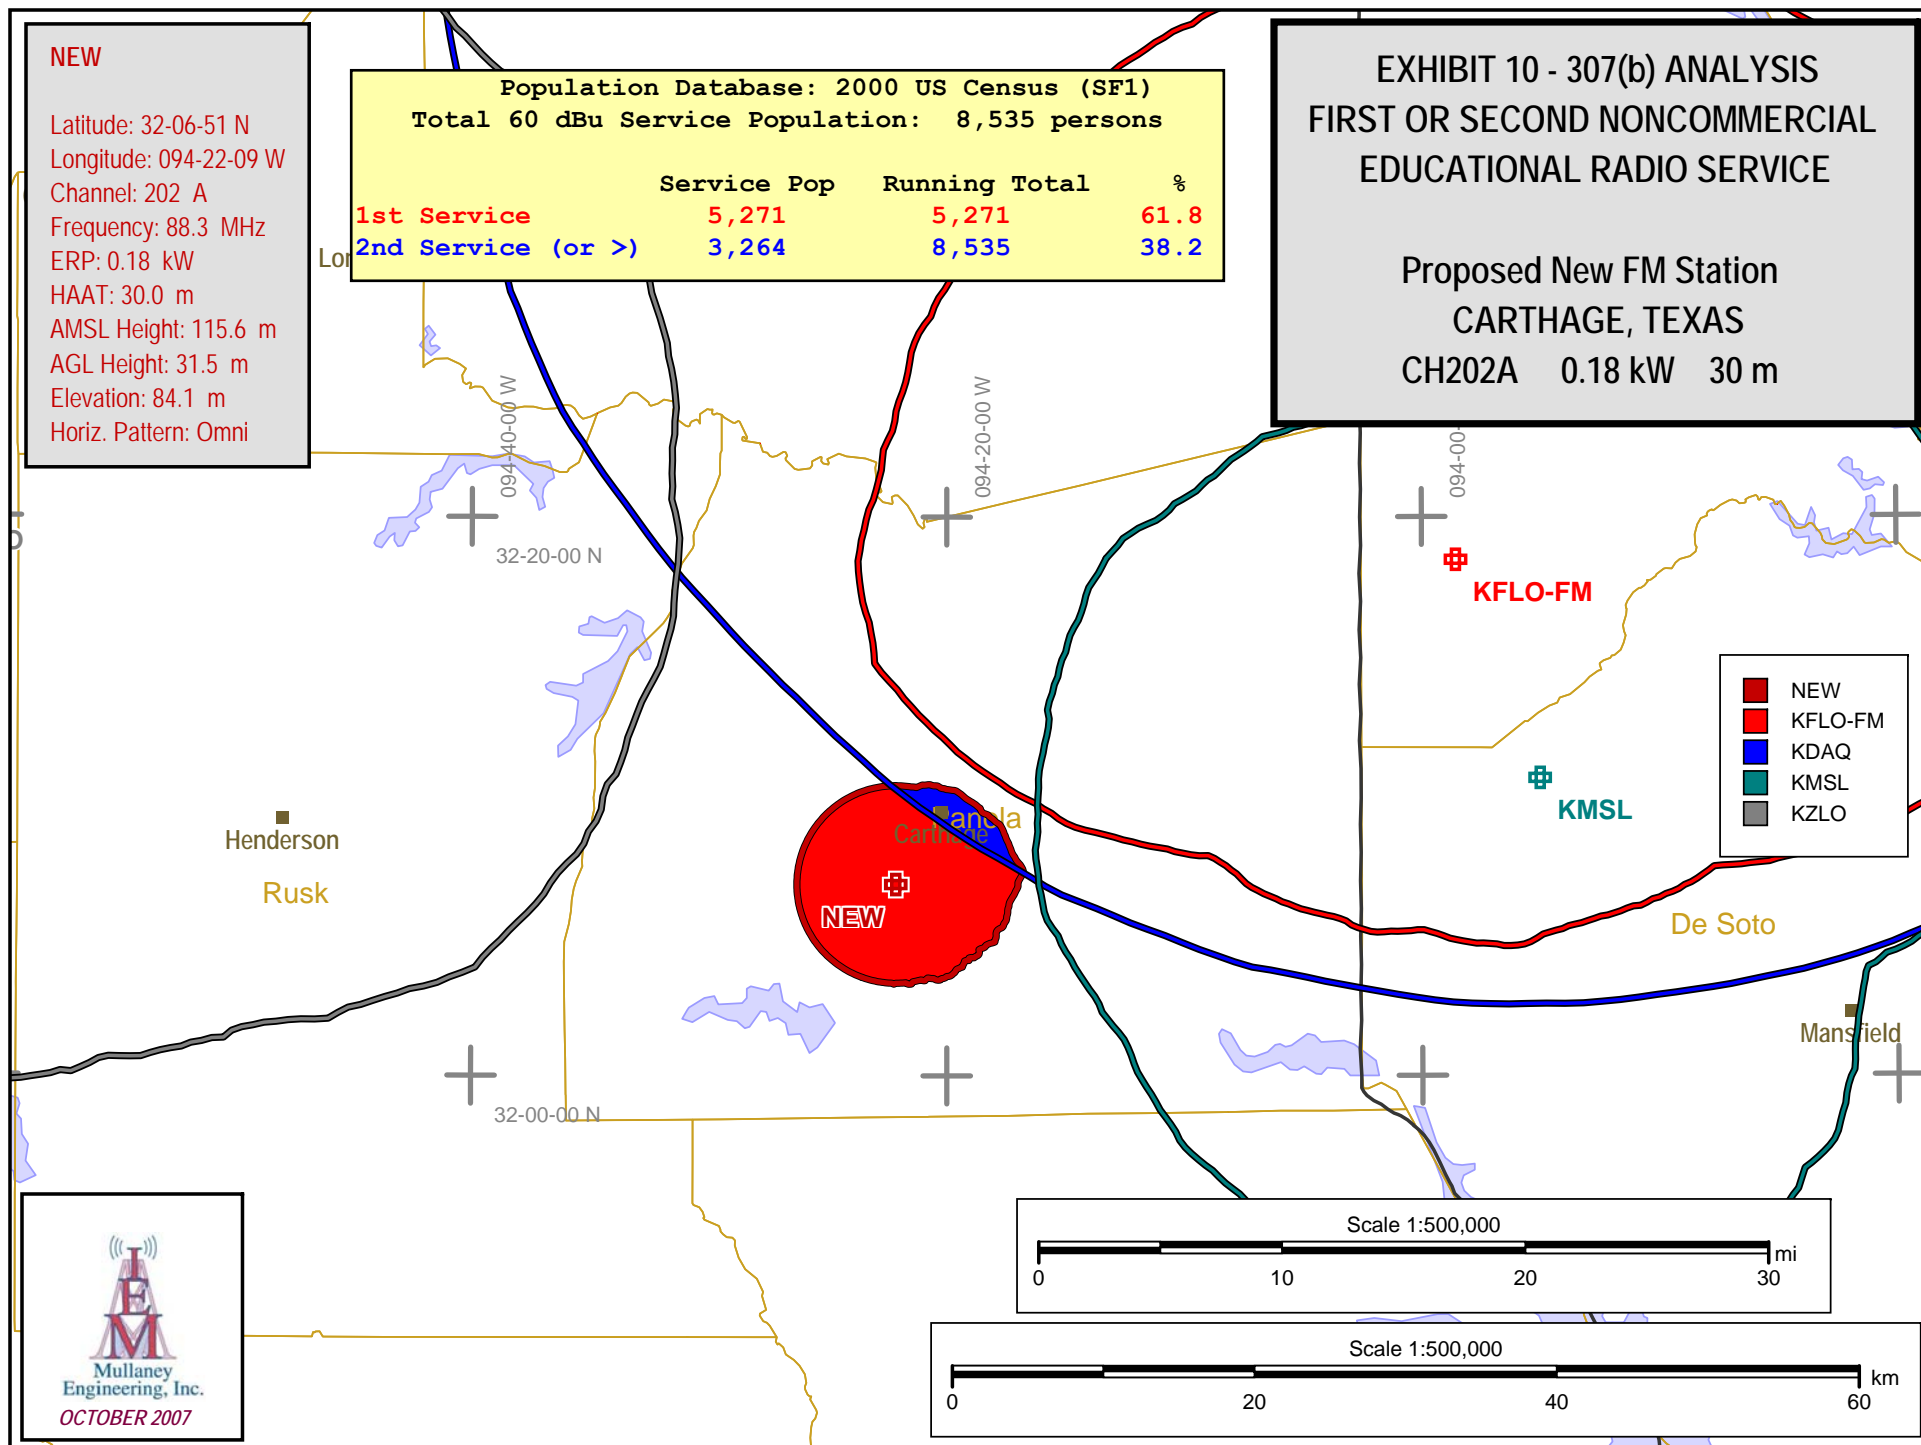 NEW
Latitude: 32-06-51 N
Longitude: 094-22-09 W
Channel: 202 A
Frequency: 88.3 MHz
ERP: 0.18 kW
HAAT: 30.0 m
AMSL Height: 115.6 m
AGL Height: 31.5 m
Elevation: 84.1 m
Horiz. Pattern: Omni
Population Database: 2000 US Census (SF1)
Total 60 dBu Service Population: 8,535 persons
Service Pop Running Total %
1st Service 5,271 5,271 61.8
2nd Service (or >) 3,264 8,535 38.2
EXHIBIT 10 - 307(b) ANALYSIS
FIRST OR SECOND NONCOMMERCIAL
EDUCATIONAL RADIO SERVICE
Proposed New FM Station
CARTHAGE, TEXAS
CH202A 0.18 kW 30 m
094-40-00 W
094-20-00 W
094-00-
32-20-00 N
KFLO-FM
NEW
KFLO-FM
KDAQ
KMSL
KZLO
KMSL
Henderson
Rusk
Panola
Carthage
NEW
De Soto
Mansfield
32-00-00 N
Scale 1:500,000
mi
0 10 20 30
Scale 1:500,000
km
0 20 40 60
IEM
Mullaney
Engineering, Inc.
OCTOBER 2007